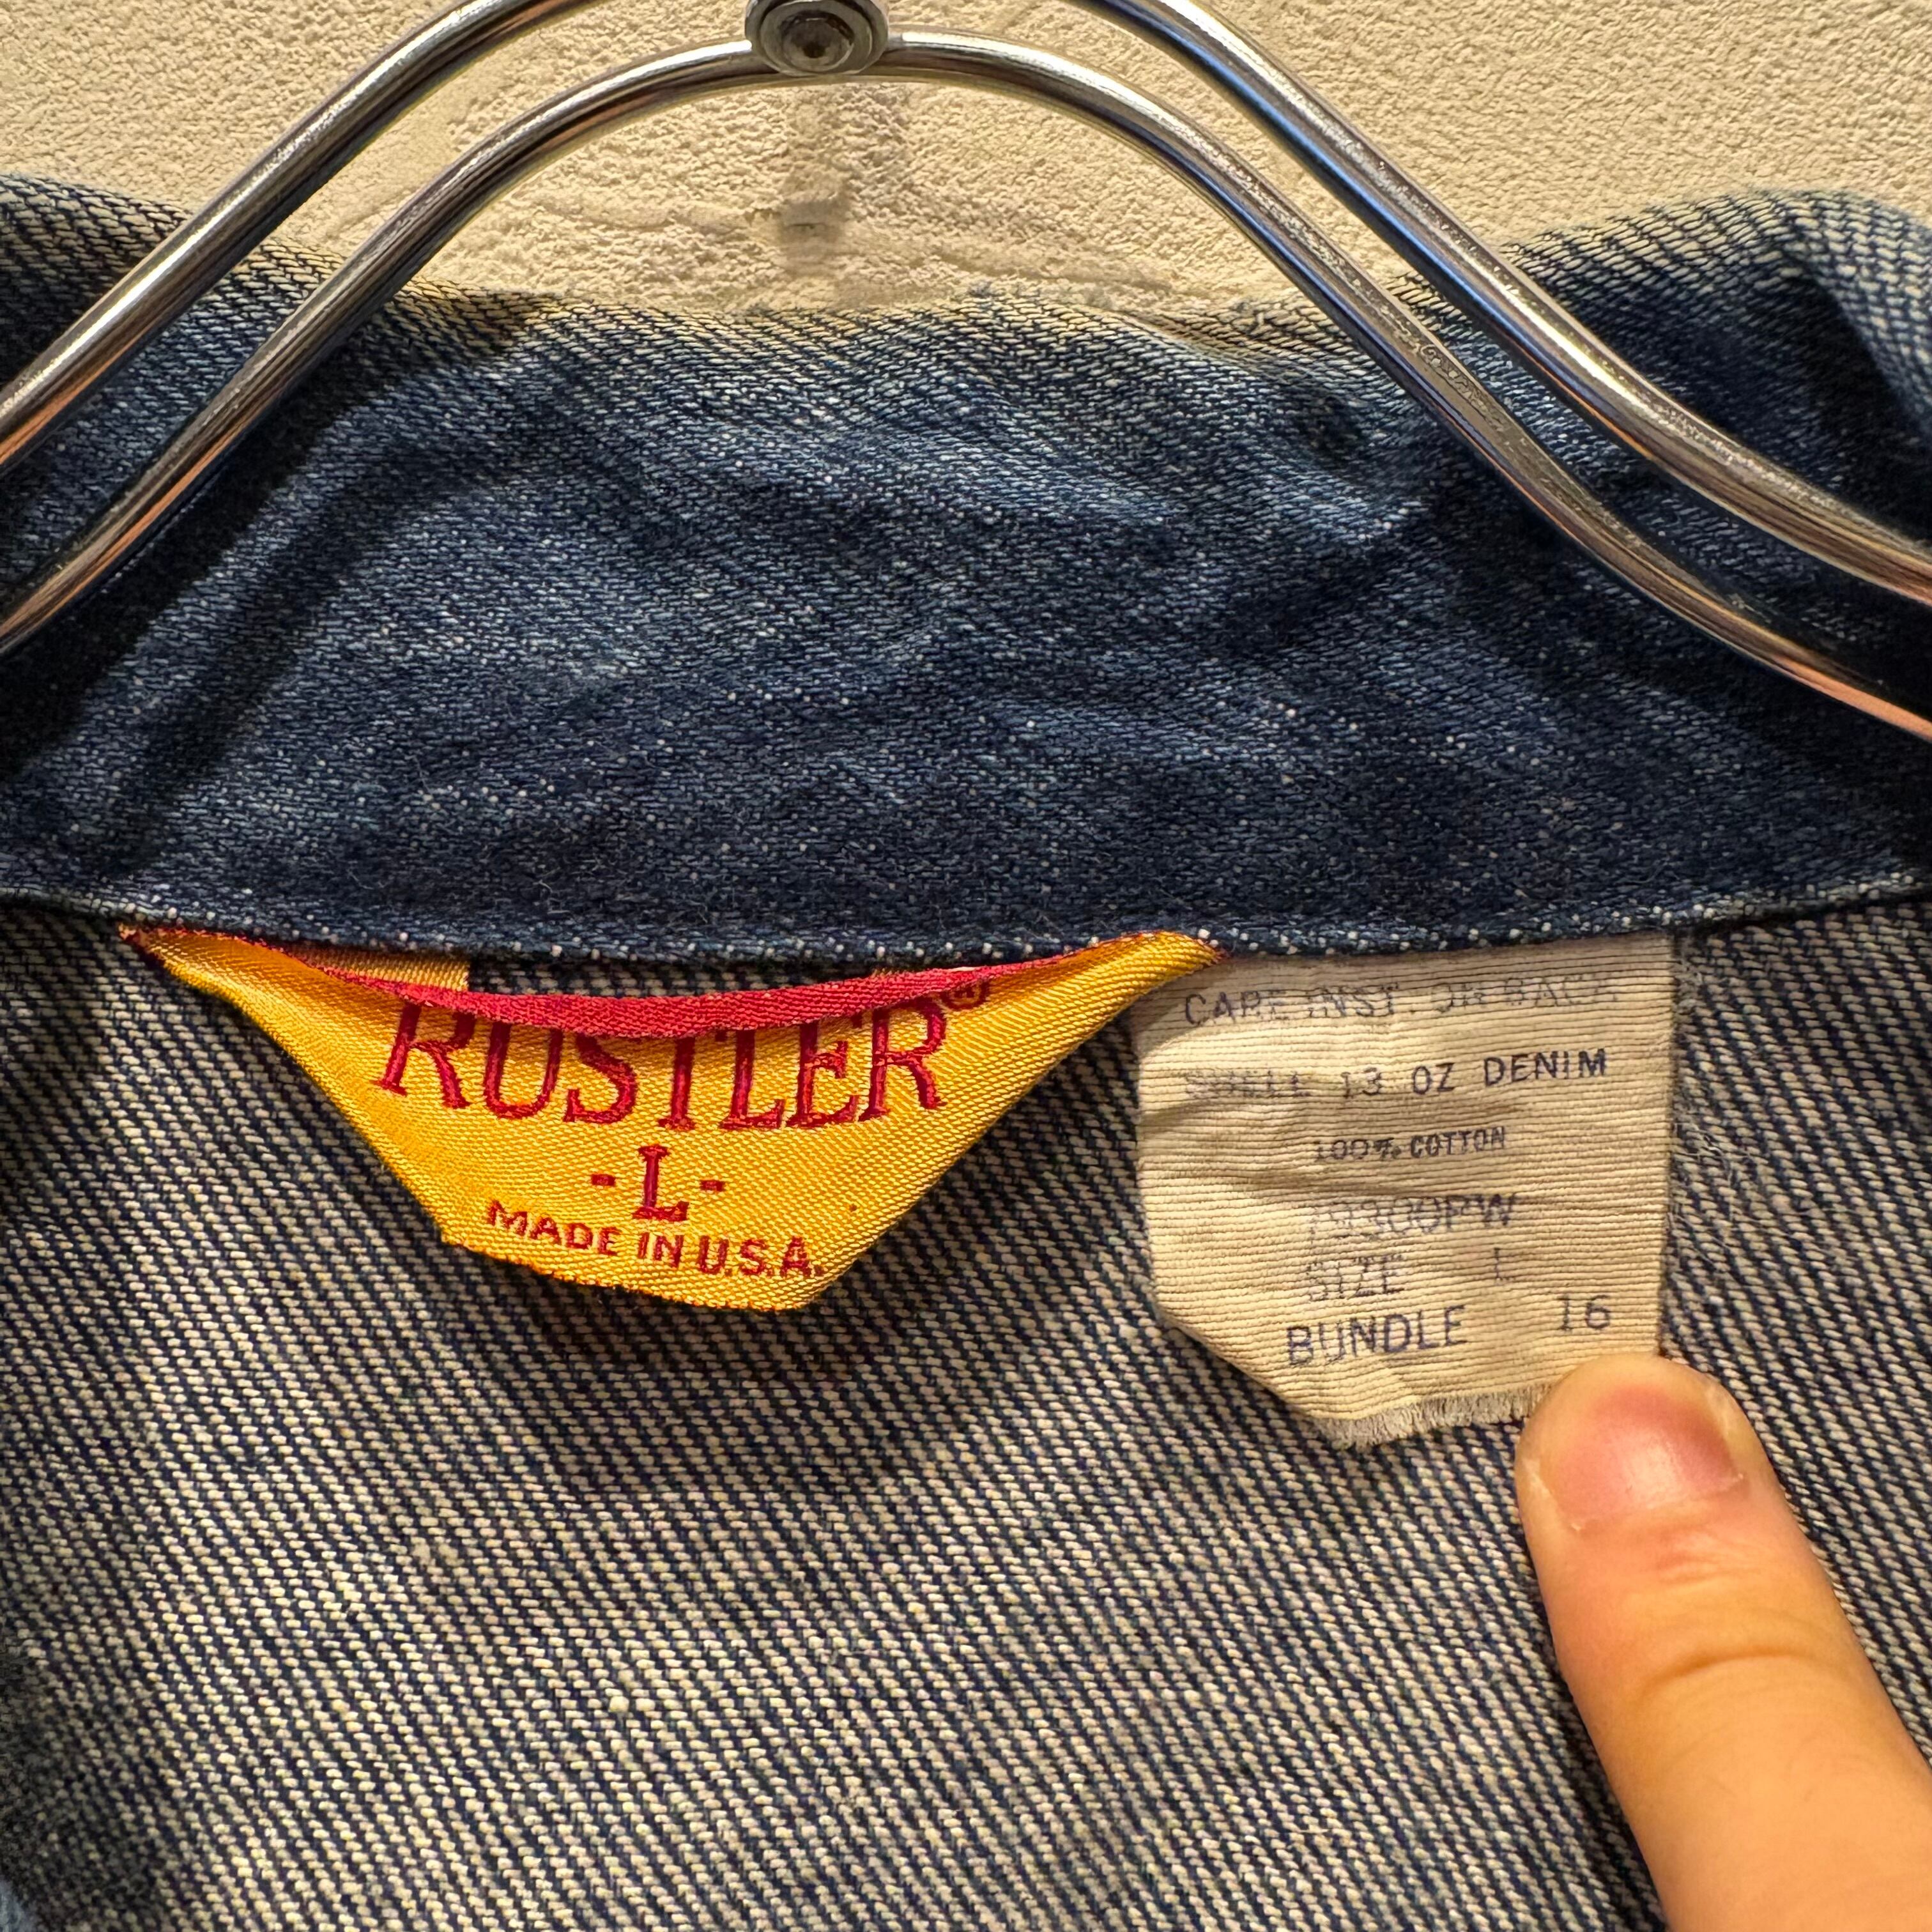 RUSTLER®
-L-
MADE IN U.S.A.
CARE INST. ON BACK
SHELL 13 OZ DENIM
100% COTTON
SIZE L
BUNDLE 16